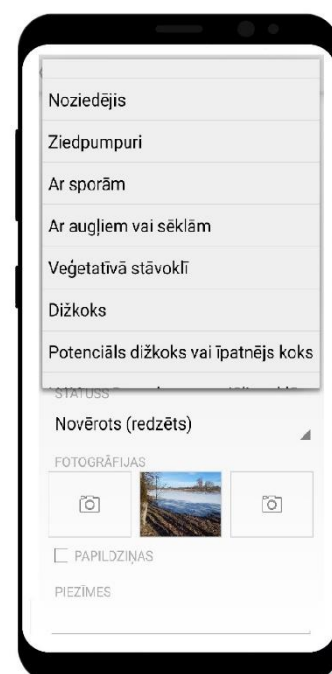 Noziedējis
Ziedpumpuri
Ar sporām
Ar augļiem vai sēklām
Veģetatīvā stāvoklī
Dižkoks
Potenciāls dižkoks vai īpatnējs koks
STATUSS
Novērots (redzēts)
FOTOGRĀFIJAS
PAPILDZIŅAS
PIEZĪMES